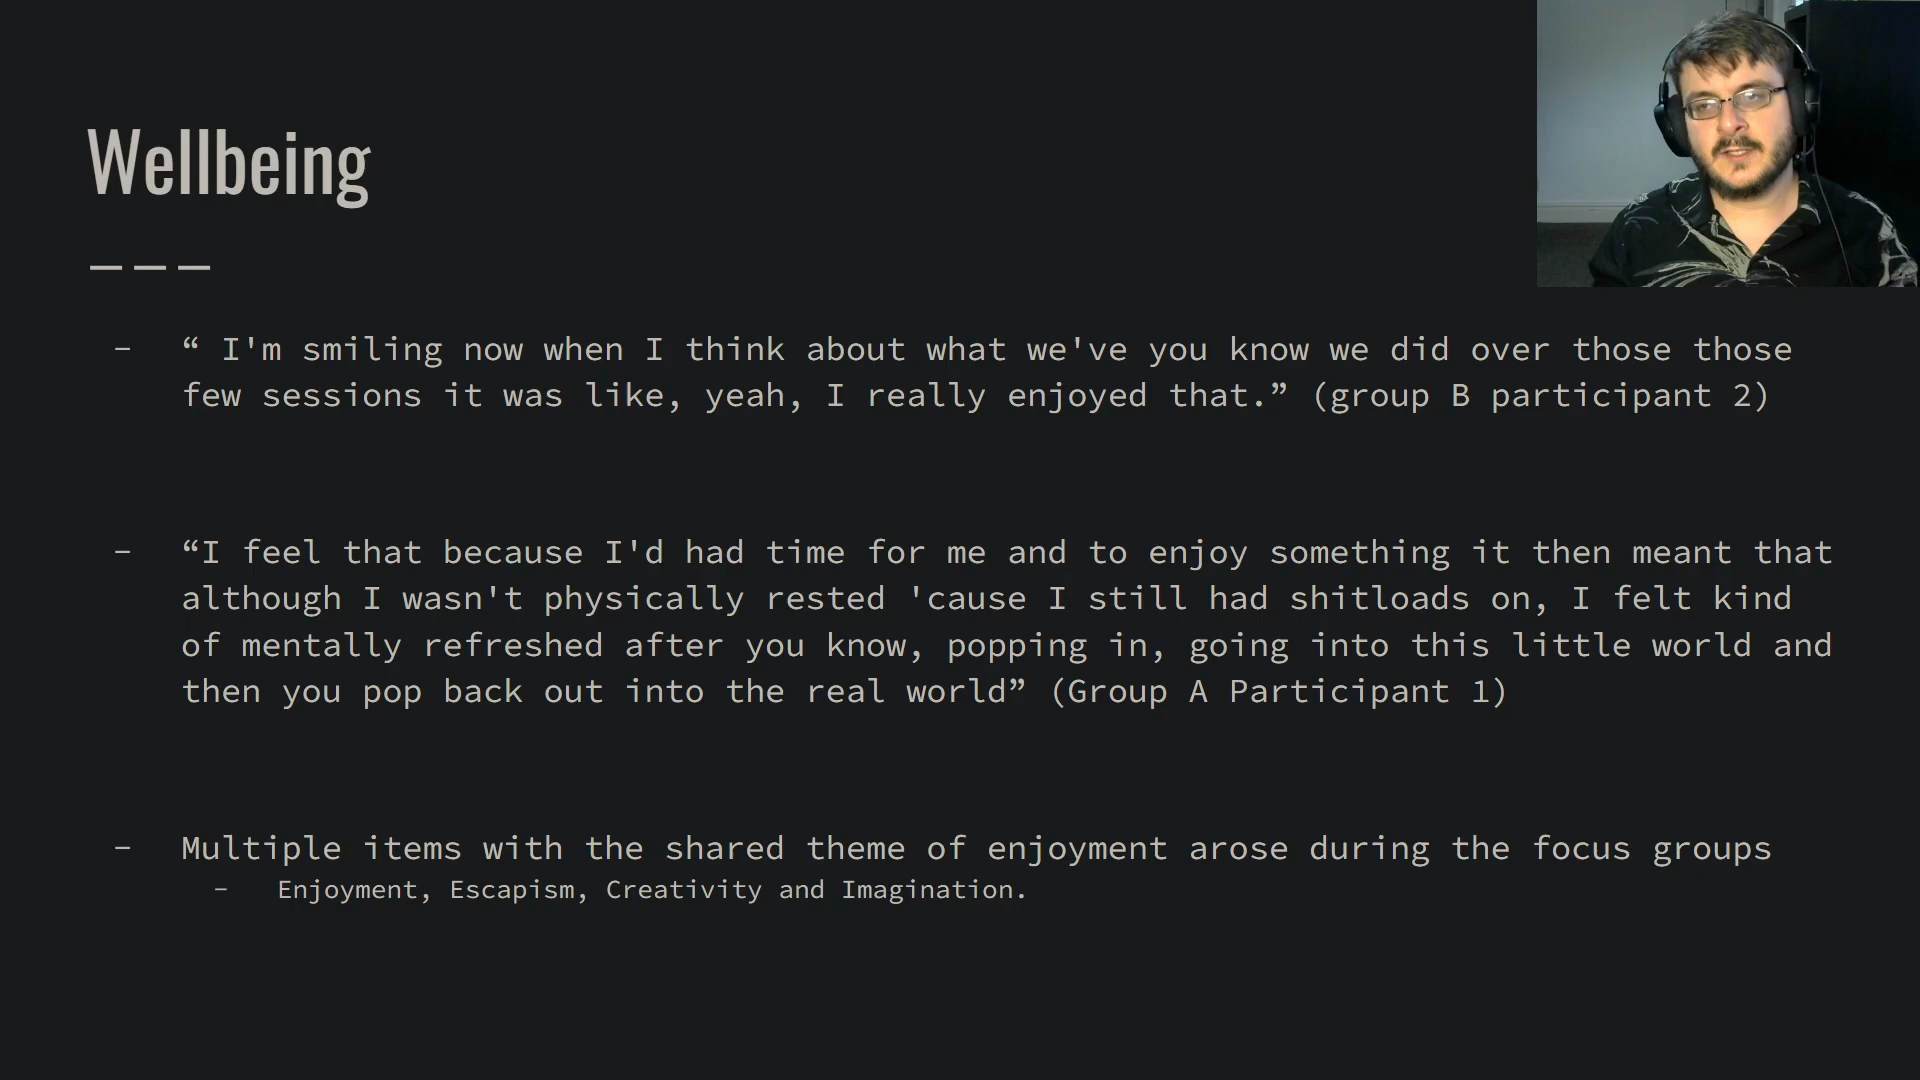 Wellbeing
- “ I'm smiling now when I think about what we've you know we did over those those
few sessions it was like, yeah, I really enjoyed that.” (group B participant 2)
- “I feel that because I'd had time for me and to enjoy something it then meant that
although I wasn't physically rested 'cause I still had shitloads on, I felt kind
of mentally refreshed after you know, popping in, going into this little world and
then you pop back out into the real world” (Group A Participant 1)
- Multiple items with the shared theme of enjoyment arose during the focus groups
- Enjoyment, Escapism, Creativity and Imagination.